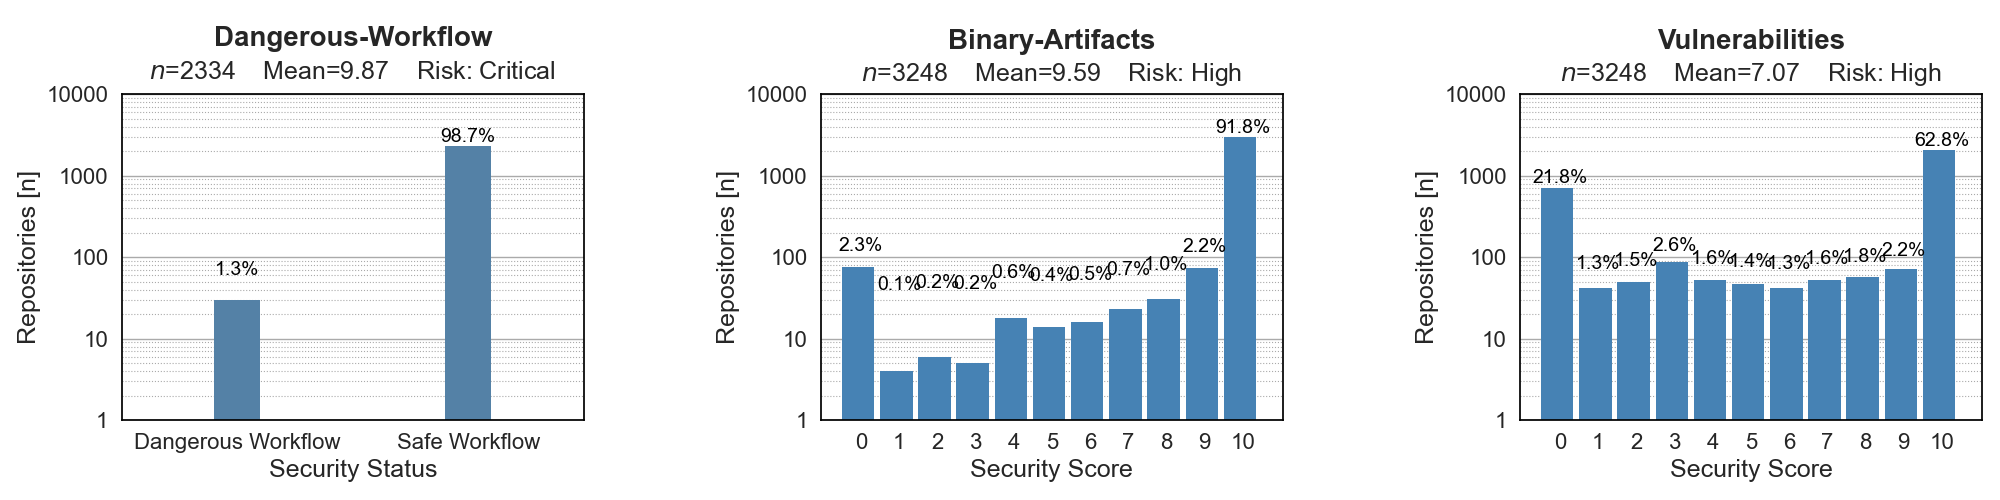 Dangerous-Workflow
n=2334 Mean=9.87 Risk: Critical
10000
1000
100
10
1
Repositories [n]
1.3%
98.7%
Dangerous Workflow Safe Workflow
Security Status
Binary-Artifacts
n=3248 Mean=9.59 Risk: High
10000
1000
100
10
1
Repositories [n]
2.3% 0.1% 0.2% 0.2% 0.6% 0.4% 0.5% 0.7% 1.0% 2.2% 91.8%
0 1 2 3 4 5 6 7 8 9 10
Security Score
Vulnerabilities
n=3248 Mean=7.07 Risk: High
10000
1000
100
10
1
Repositories [n]
21.8% 1.3% 1.5% 2.6% 1.6% 1.4% 1.3% 1.6% 1.8% 2.2% 62.8%
0 1 2 3 4 5 6 7 8 9 10
Security Score